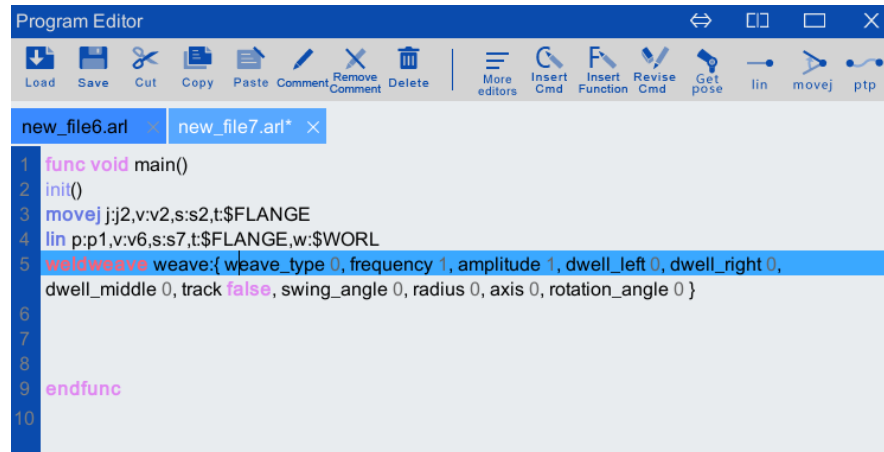 Program Editor
Load Save Cut Copy Paste Comment Remove Comment Delete More editors Insert Cmd Insert Function Revise Cmd Get pose lin movej ptp
new_file6.arl new_file7.arl*
1 func void main()
2 init()
3 movej j:j2,v:v2,s:s2,t:$FLANGE
4 lin p:p1,v:v6,s:s7,t:$FLANGE,w:$WORL
5 weldweave weave:{ weave_type 0, frequency 1, amplitude 1, dwell_left 0, dwell_right 0,
dwell_middle 0, track false, swing_angle 0, radius 0, axis 0, rotation_angle 0 }
6
7
8
9 endfunc
10